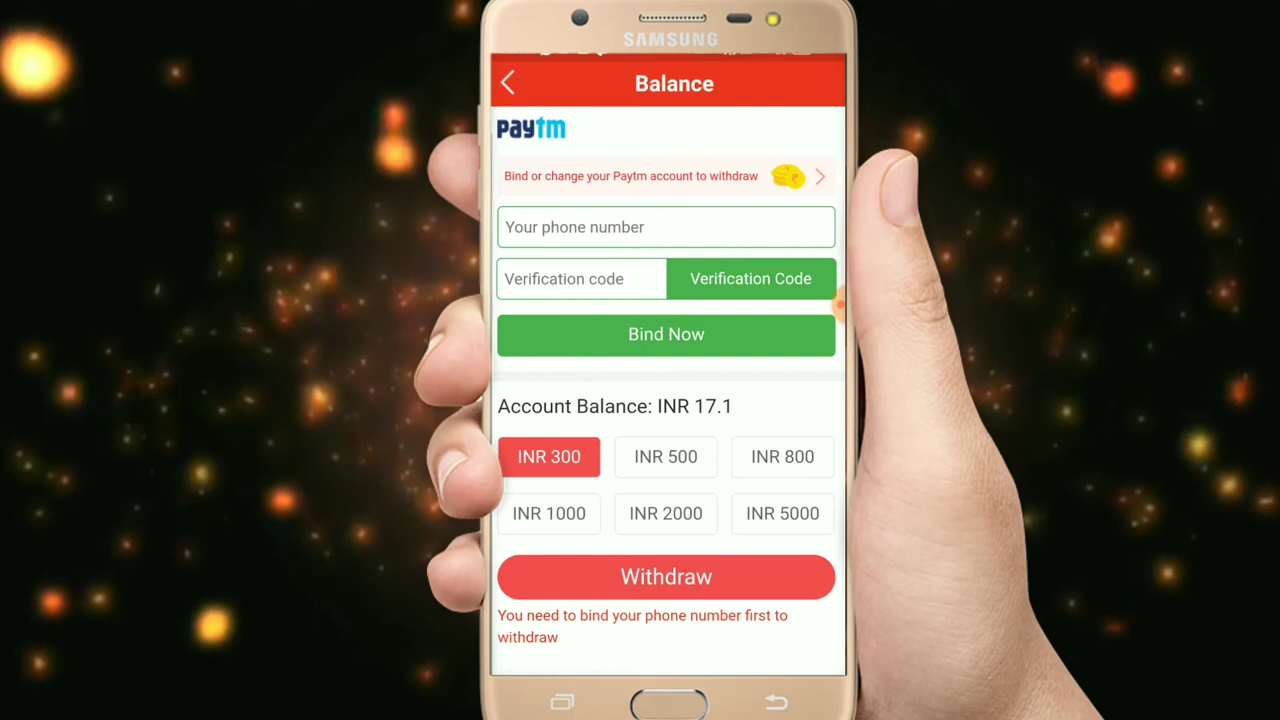 SAMSUNG
Balance
paytm
Bind or change your Paytm account to withdraw
Your phone number
Verification code
Verification Code
Bind Now
Account Balance: INR 17.1
INR 300
INR 500
INR 800
INR 1000
INR 2000
INR 5000
Withdraw
You need to bind your phone number first to
withdraw